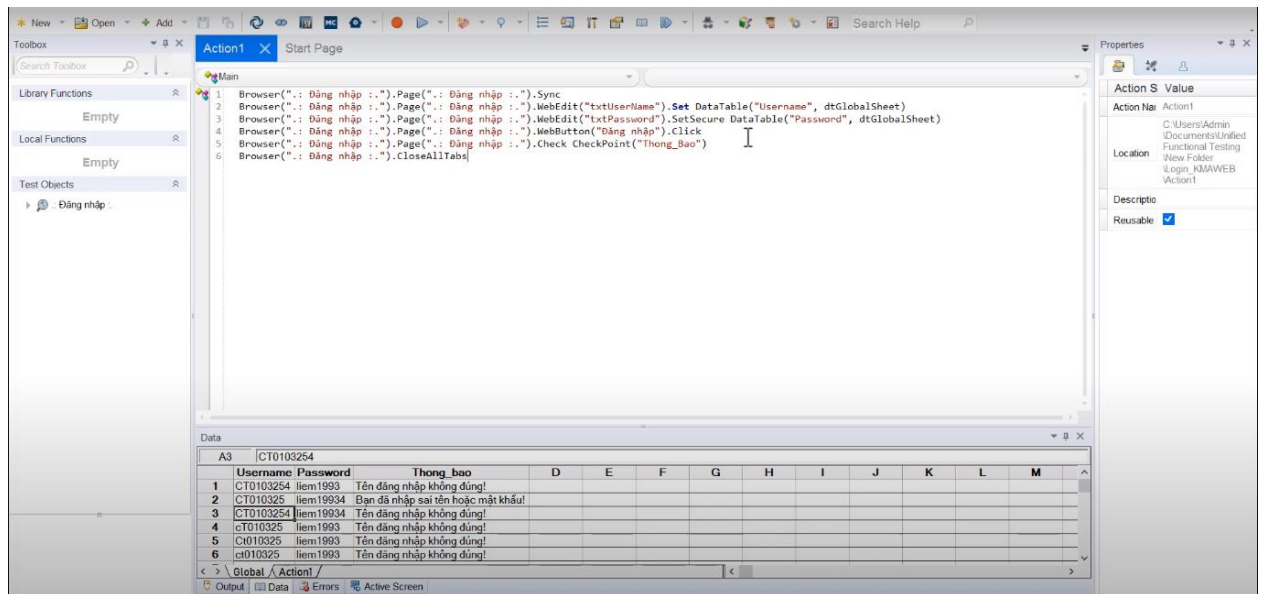 New Open Add Search Help
Toolbox
Search Toolbox
Library Functions
Empty
Local Functions
Empty
Test Objects
.: Đăng nhập :.
Action1 Start Page
Main
1 Browser(".: Đăng nhập :.").Page(".: Đăng nhập :.").Sync
2 Browser(".: Đăng nhập :.").Page(".: Đăng nhập :.").WebEdit("txtUserName").Set DataTable("Username", dtGlobalSheet)
3 Browser(".: Đăng nhập :.").Page(".: Đăng nhập :.").WebEdit("txtPassword").SetSecure DataTable("Password", dtGlobalSheet)
4 Browser(".: Đăng nhập :.").Page(".: Đăng nhập :.").WebButton("Đăng nhập").Click
5 Browser(".: Đăng nhập :.").Page(".: Đăng nhập :.").Check CheckPoint("Thong_Bao")
6 Browser(".: Đăng nhập :.").CloseAllTabs
Properties
Action S Value
Action Nar Action1
Location C:\Users\Admin
\Documents\Unified
Functional Testing
\New Folder
\Login_KMAWEB
\Action1
Descriptio
Reusable
Data
A3 CT0103254
Username Password Thong_bao D E F G H I J K L M
1 CT0103254 liem1993 Tên đăng nhập không đúng!
2 CT010325 liem19934 Bạn đã nhập sai tên hoặc mật khẩu!
3 CT0103254 liem19934 Tên đăng nhập không đúng!
4 cT010325 liem1993 Tên đăng nhập không đúng!
5 Ct010325 liem1993 Tên đăng nhập không đúng!
6 ct010325 liem1993 Tên đăng nhập không đúng!
Global Action1
Output Data Errors Active Screen